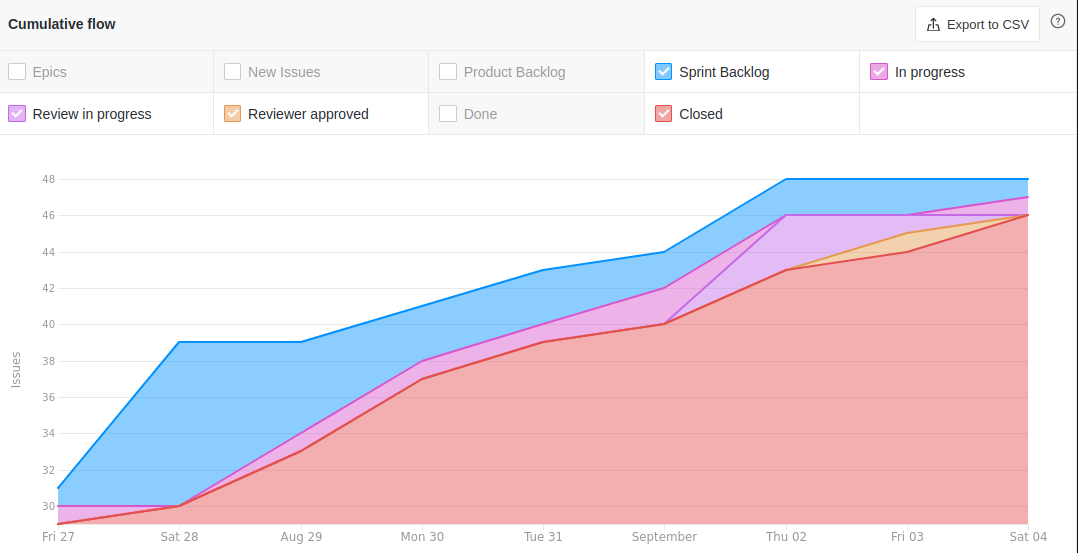 Cumulative flow
Export to CSV
?
Epics
New Issues
Product Backlog
Sprint Backlog
In progress
Review in progress
Reviewer approved
Done
Closed
Issues
48
46
44
42
40
38
36
34
32
30
Fri 27
Sat 28
Aug 29
Mon 30
Tue 31
September
Thu 02
Fri 03
Sat 04